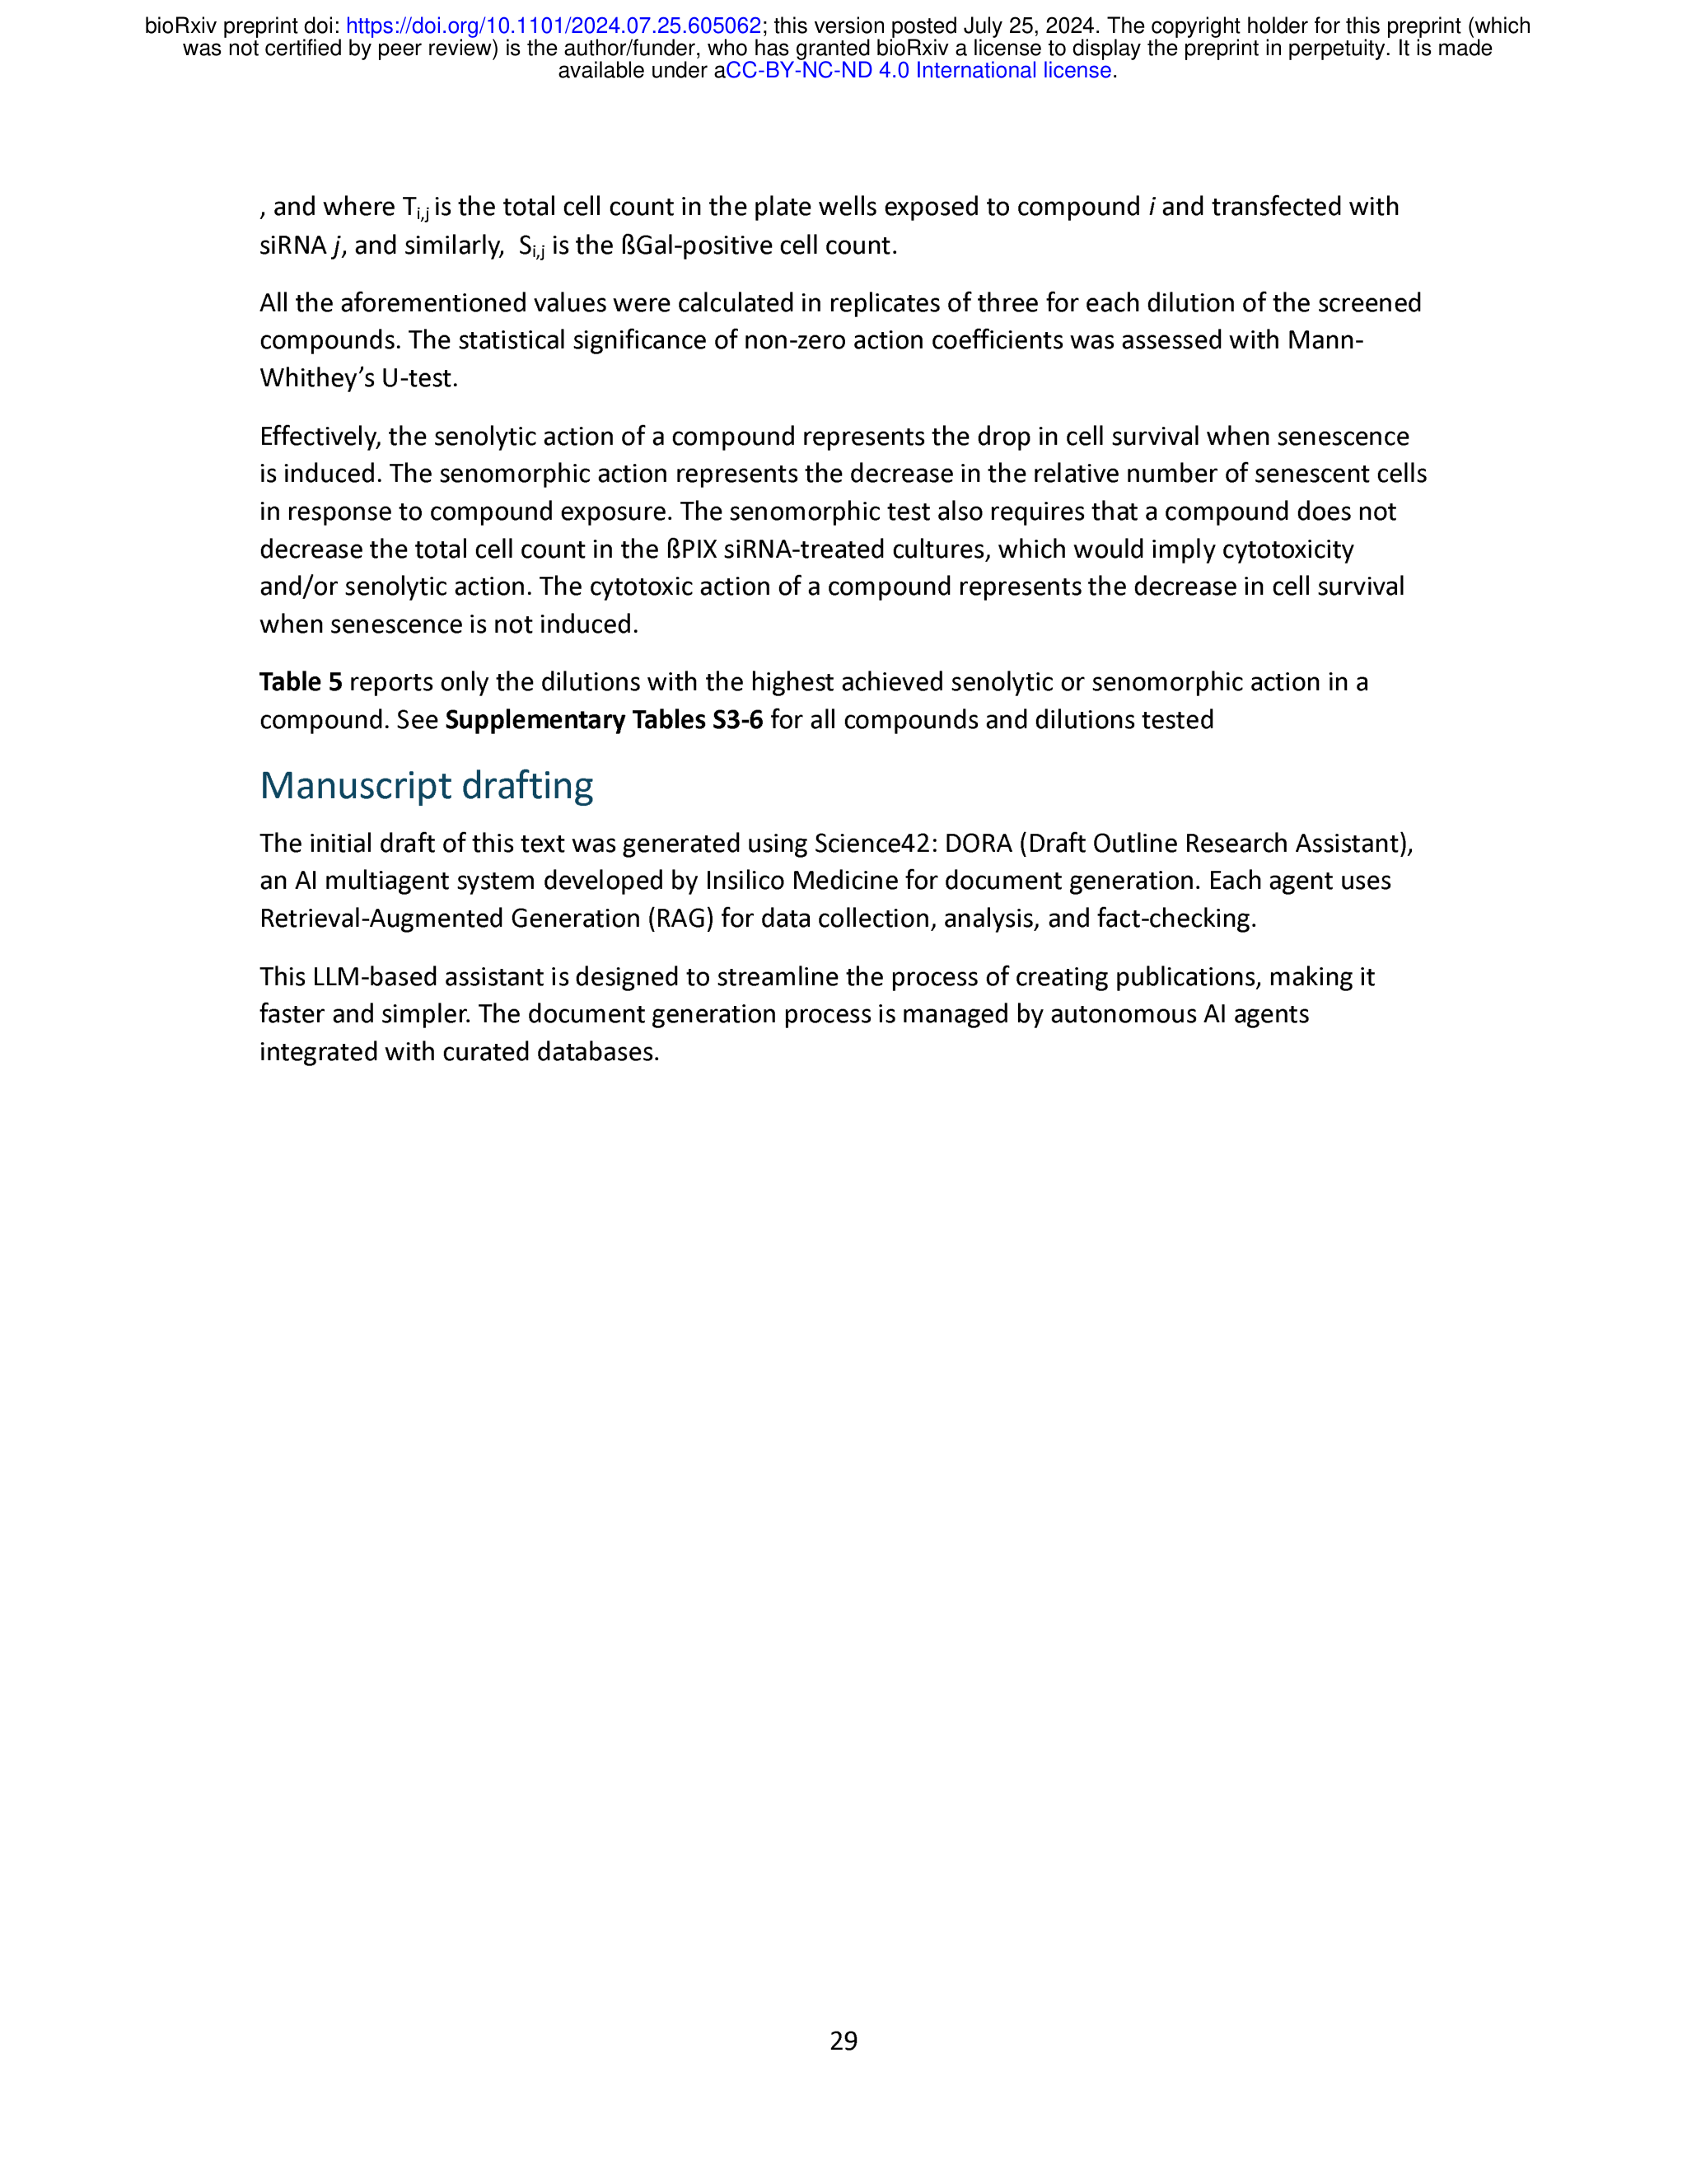 bioRxiv preprint doi: https://doi.org/10.1101/2024.07.25.605062; this version posted July 25, 2024. The copyright holder for this preprint (which
was not certified by peer review) is the author/funder, who has granted bioRxiv a license to display the preprint in perpetuity. It is made
available under aCC-BY-NC-ND 4.0 International license.
, and where Ti,j is the total cell count in the plate wells exposed to compound i and transfected with
siRNA j, and similarly, Si,j is the ßGal-positive cell count.
All the aforementioned values were calculated in replicates of three for each dilution of the screened
compounds. The statistical significance of non-zero action coefficients was assessed with Mann-
Whithey’s U-test.
Effectively, the senolytic action of a compound represents the drop in cell survival when senescence
is induced. The senomorphic action represents the decrease in the relative number of senescent cells
in response to compound exposure. The senomorphic test also requires that a compound does not
decrease the total cell count in the ßPIX siRNA-treated cultures, which would imply cytotoxicity
and/or senolytic action. The cytotoxic action of a compound represents the decrease in cell survival
when senescence is not induced.
Table 5 reports only the dilutions with the highest achieved senolytic or senomorphic action in a
compound. See Supplementary Tables S3-6 for all compounds and dilutions tested
Manuscript drafting
The initial draft of this text was generated using Science42: DORA (Draft Outline Research Assistant),
an AI multiagent system developed by Insilico Medicine for document generation. Each agent uses
Retrieval-Augmented Generation (RAG) for data collection, analysis, and fact-checking.
This LLM-based assistant is designed to streamline the process of creating publications, making it
faster and simpler. The document generation process is managed by autonomous AI agents
integrated with curated databases.
29